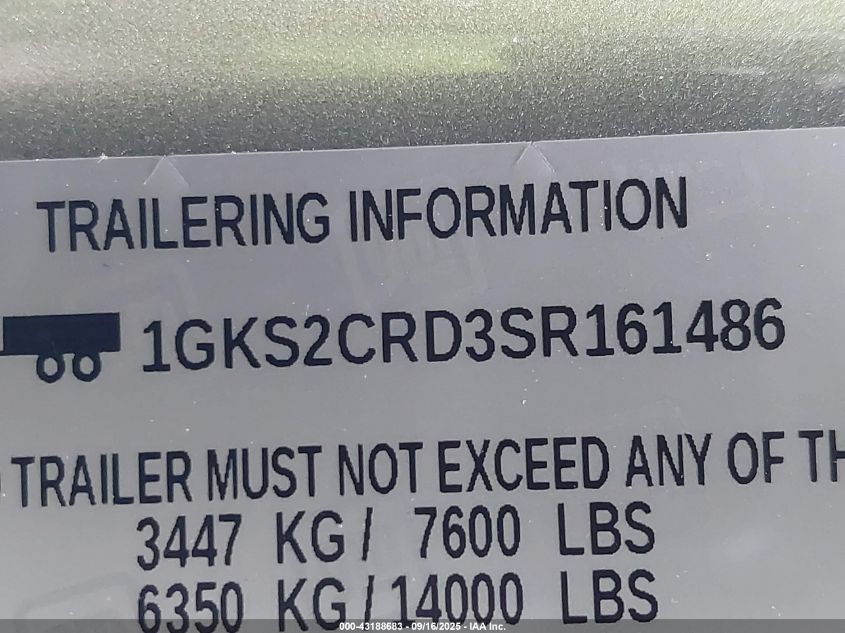 TRAILERING INFORMATION
1GKS2CRD3SR161486
TRAILER MUST NOT EXCEED ANY OF
3447 KG/ 7600 LBS
6350 KG/14000 LBS
000-43188683 - 09/16/2025 - IAA Inc.